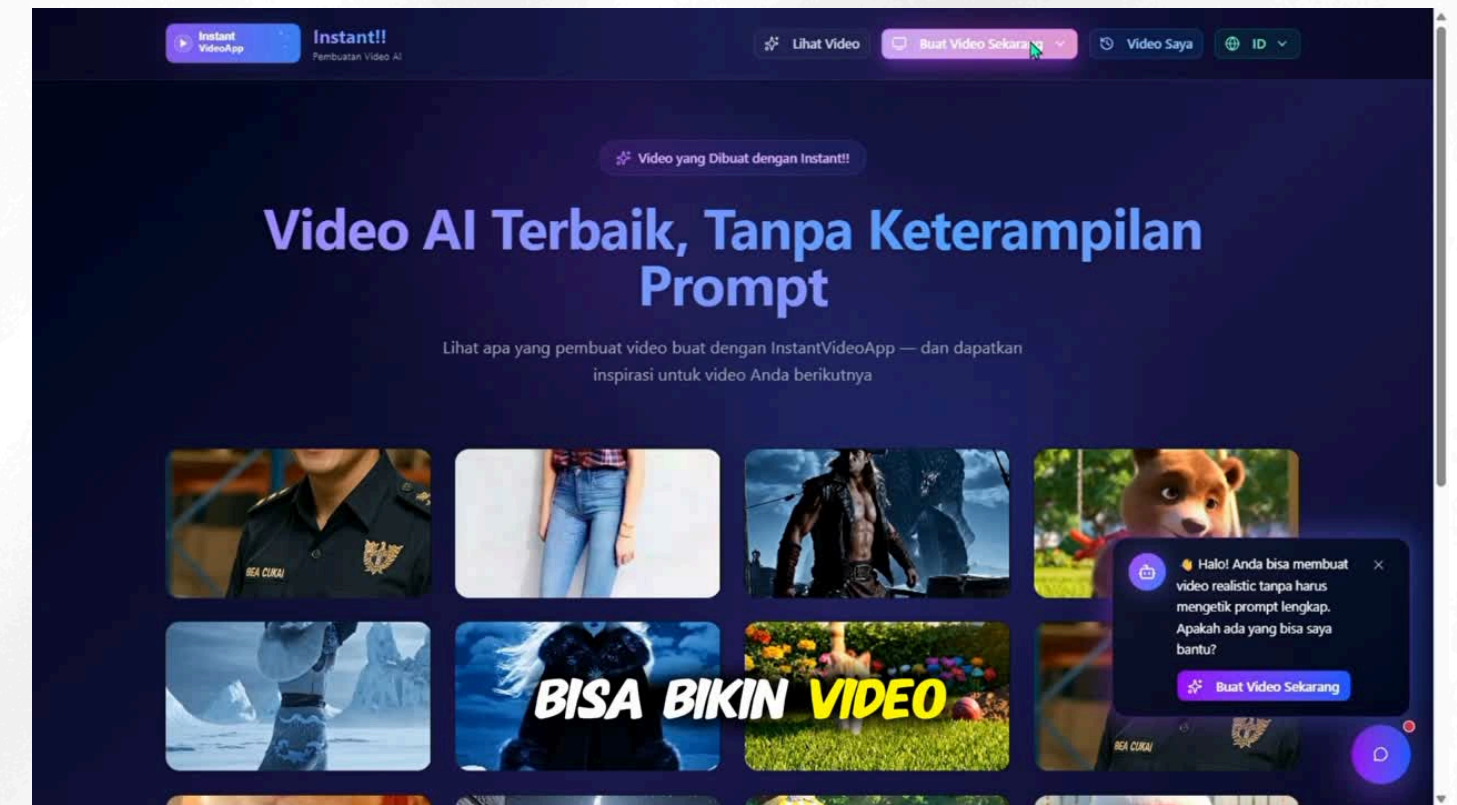 Instant
VideoApp
Instant!!
Pembuatan Video AI
Lihat Video
Buat Video Sekarang
Video Saya
ID
Video yang Dibuat dengan Instant!!
Video AI Terbaik, Tanpa Keterampilan
Prompt
Lihat apa yang pembuat video buat dengan InstantVideoApp — dan dapatkan
inspirasi untuk video Anda berikutnya
BEA CUKAI
👋 Halo! Anda bisa membuat
video realistic tanpa harus
mengetik prompt lengkap.
Apakah ada yang bisa saya
bantu?
Buat Video Sekarang
BISA BIKIN VIDEO
BEA CUKAI